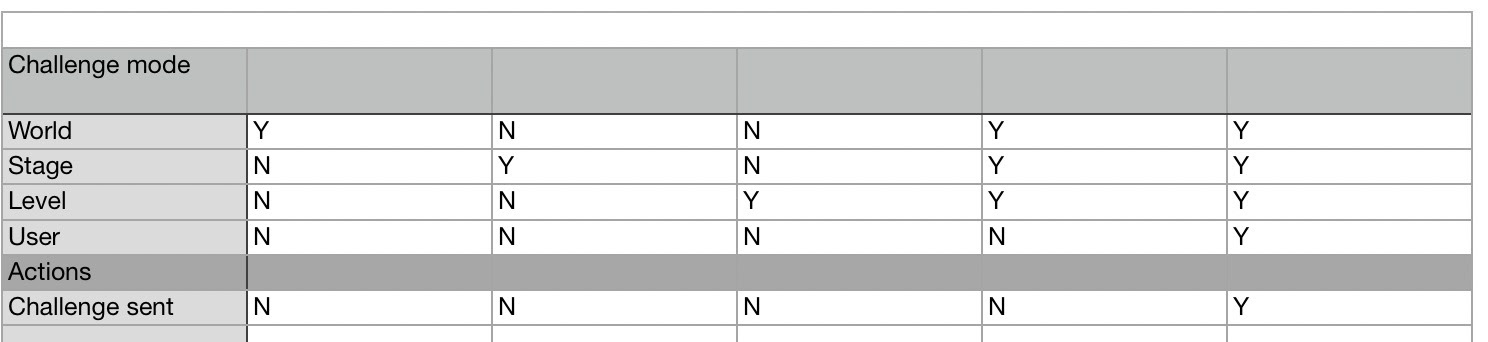 Challenge mode
World Y N N Y Y
Stage N Y N Y Y
Level N N Y Y Y
User N N N N Y
Actions
Challenge sent N N N N Y